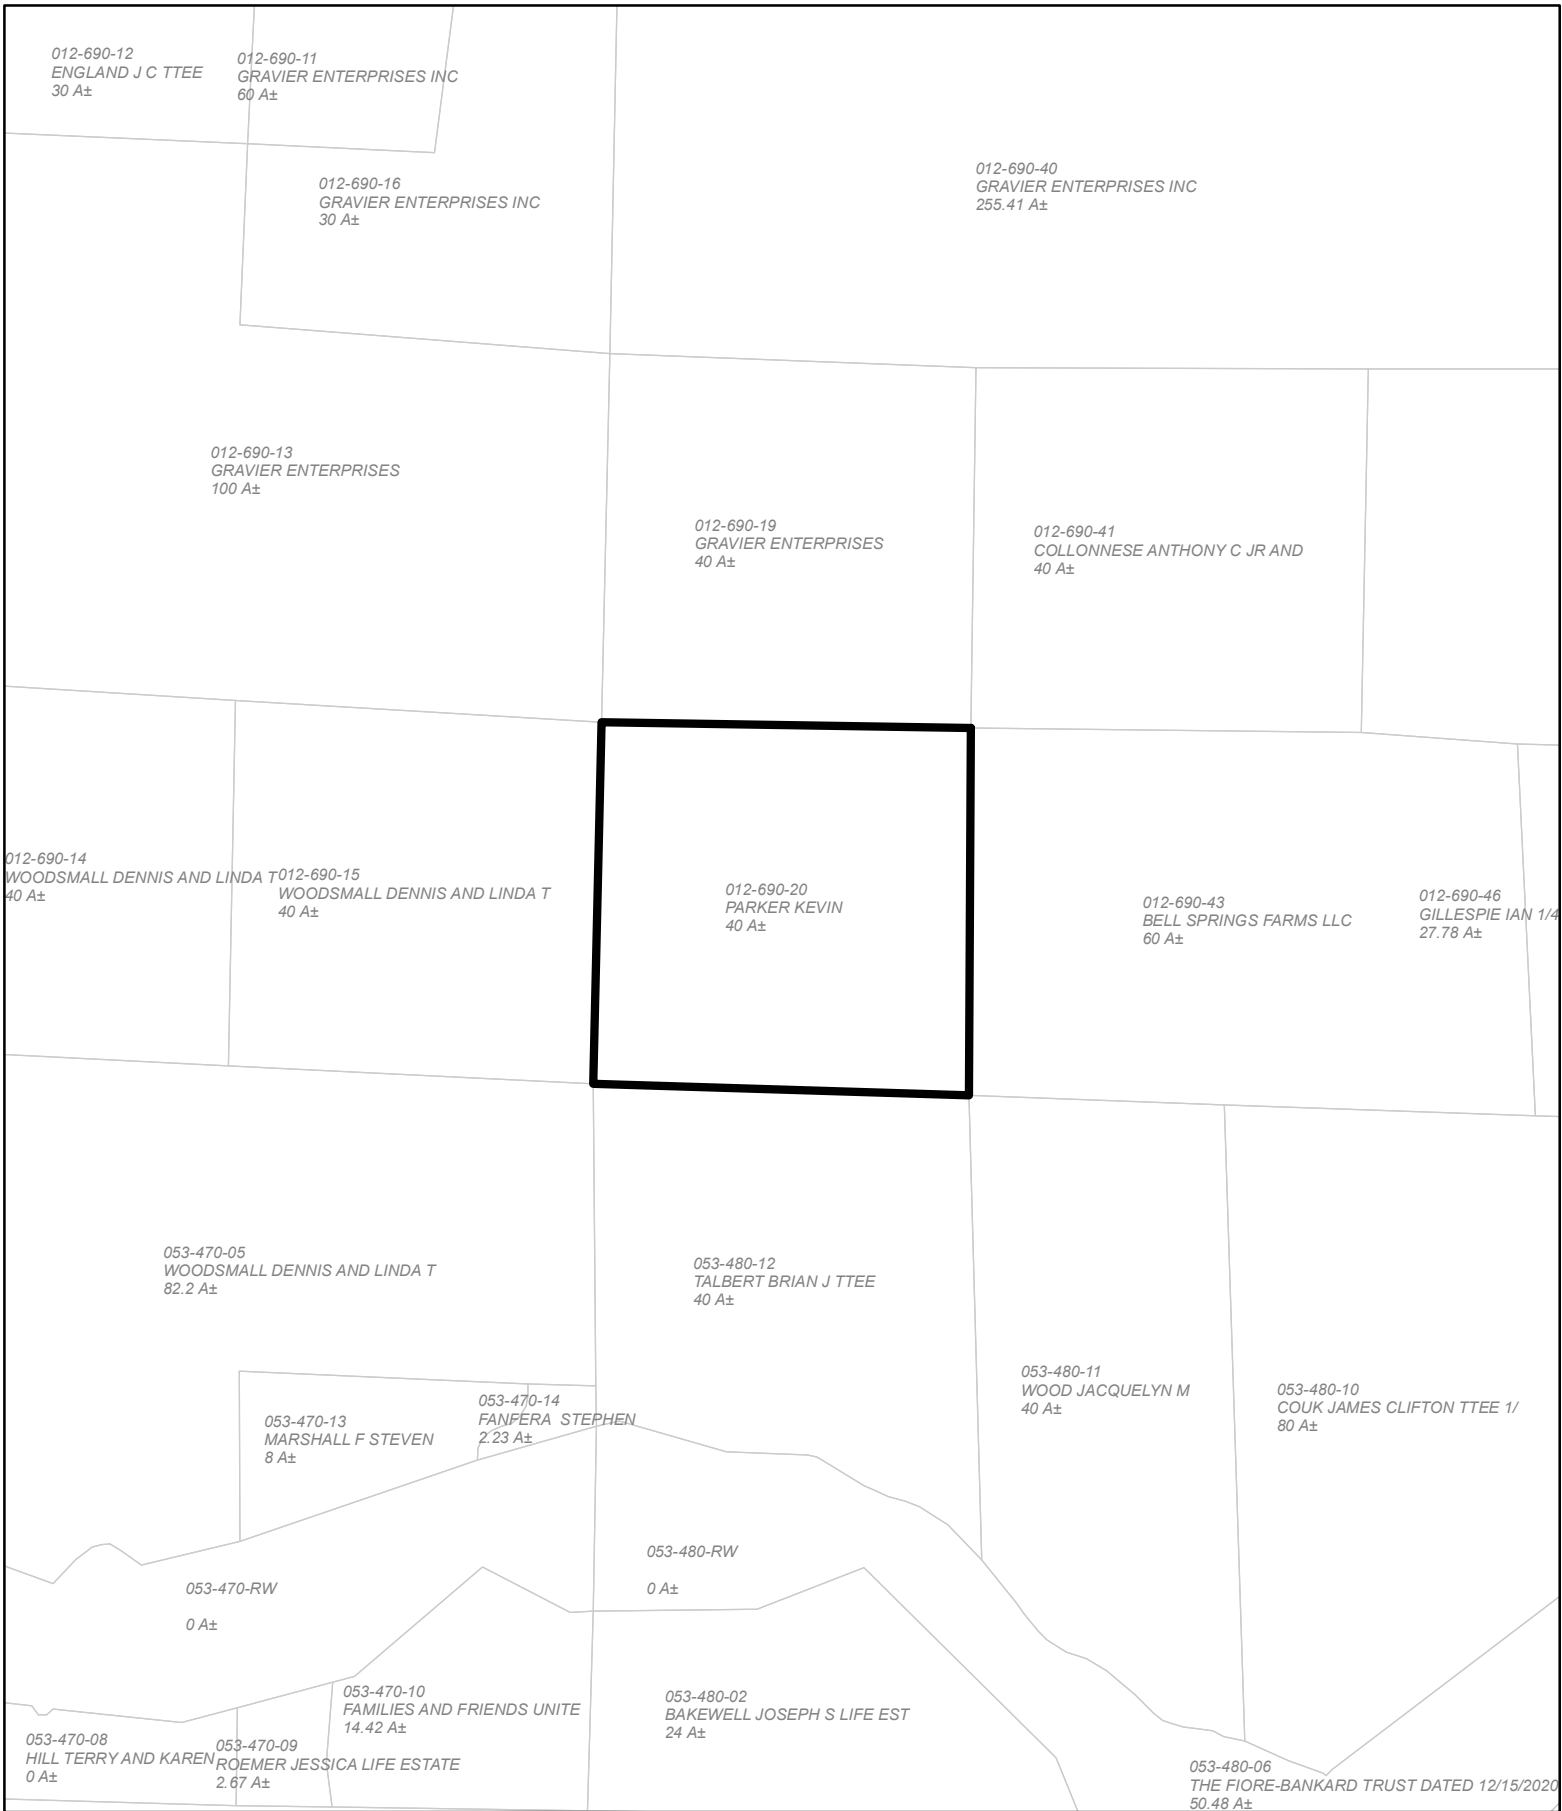 012-690-12
ENGLAND J C TTEE
30 A±
012-690-11
GRAVIER ENTERPRISES INC
60 A±
012-690-16
GRAVIER ENTERPRISES INC
30 A±
012-690-40
GRAVIER ENTERPRISES INC
255.41 A±
012-690-13
GRAVIER ENTERPRISES
100 A±
012-690-19
GRAVIER ENTERPRISES
40 A±
012-690-41
COLLONNESE ANTHONY C JR AND
40 A±
012-690-14
WOODSMALL DENNIS AND LINDA T
40 A±
012-690-15
WOODSMALL DENNIS AND LINDA T
40 A±
012-690-20
PARKER KEVIN
40 A±
012-690-43
BELL SPRINGS FARMS LLC
60 A±
012-690-46
GILLESPIE IAN 1/4
27.78 A±
053-470-05
WOODSMALL DENNIS AND LINDA T
82.2 A±
053-480-12
TALBERT BRIAN J TTEE
40 A±
053-480-11
WOOD JACQUELYN M
40 A±
053-480-10
COUK JAMES CLIFTON TTEE 1/
80 A±
053-470-13
MARSHALL F STEVEN
8 A±
053-470-14
FANFERA  STEPHEN
2.23 A±
053-480-RW
0 A±
053-470-RW
0 A±
053-470-10
FAMILIES AND FRIENDS UNITE
14.42 A±
053-480-02
BAKEWELL JOSEPH S LIFE EST
24 A±
053-470-08
HILL TERRY AND KAREN
0 A±
053-470-09
ROEMER JESSICA LIFE ESTATE
2.67 A±
053-480-06
THE FIORE-BANKARD TRUST DATED 12/15/2020
50.48 A±